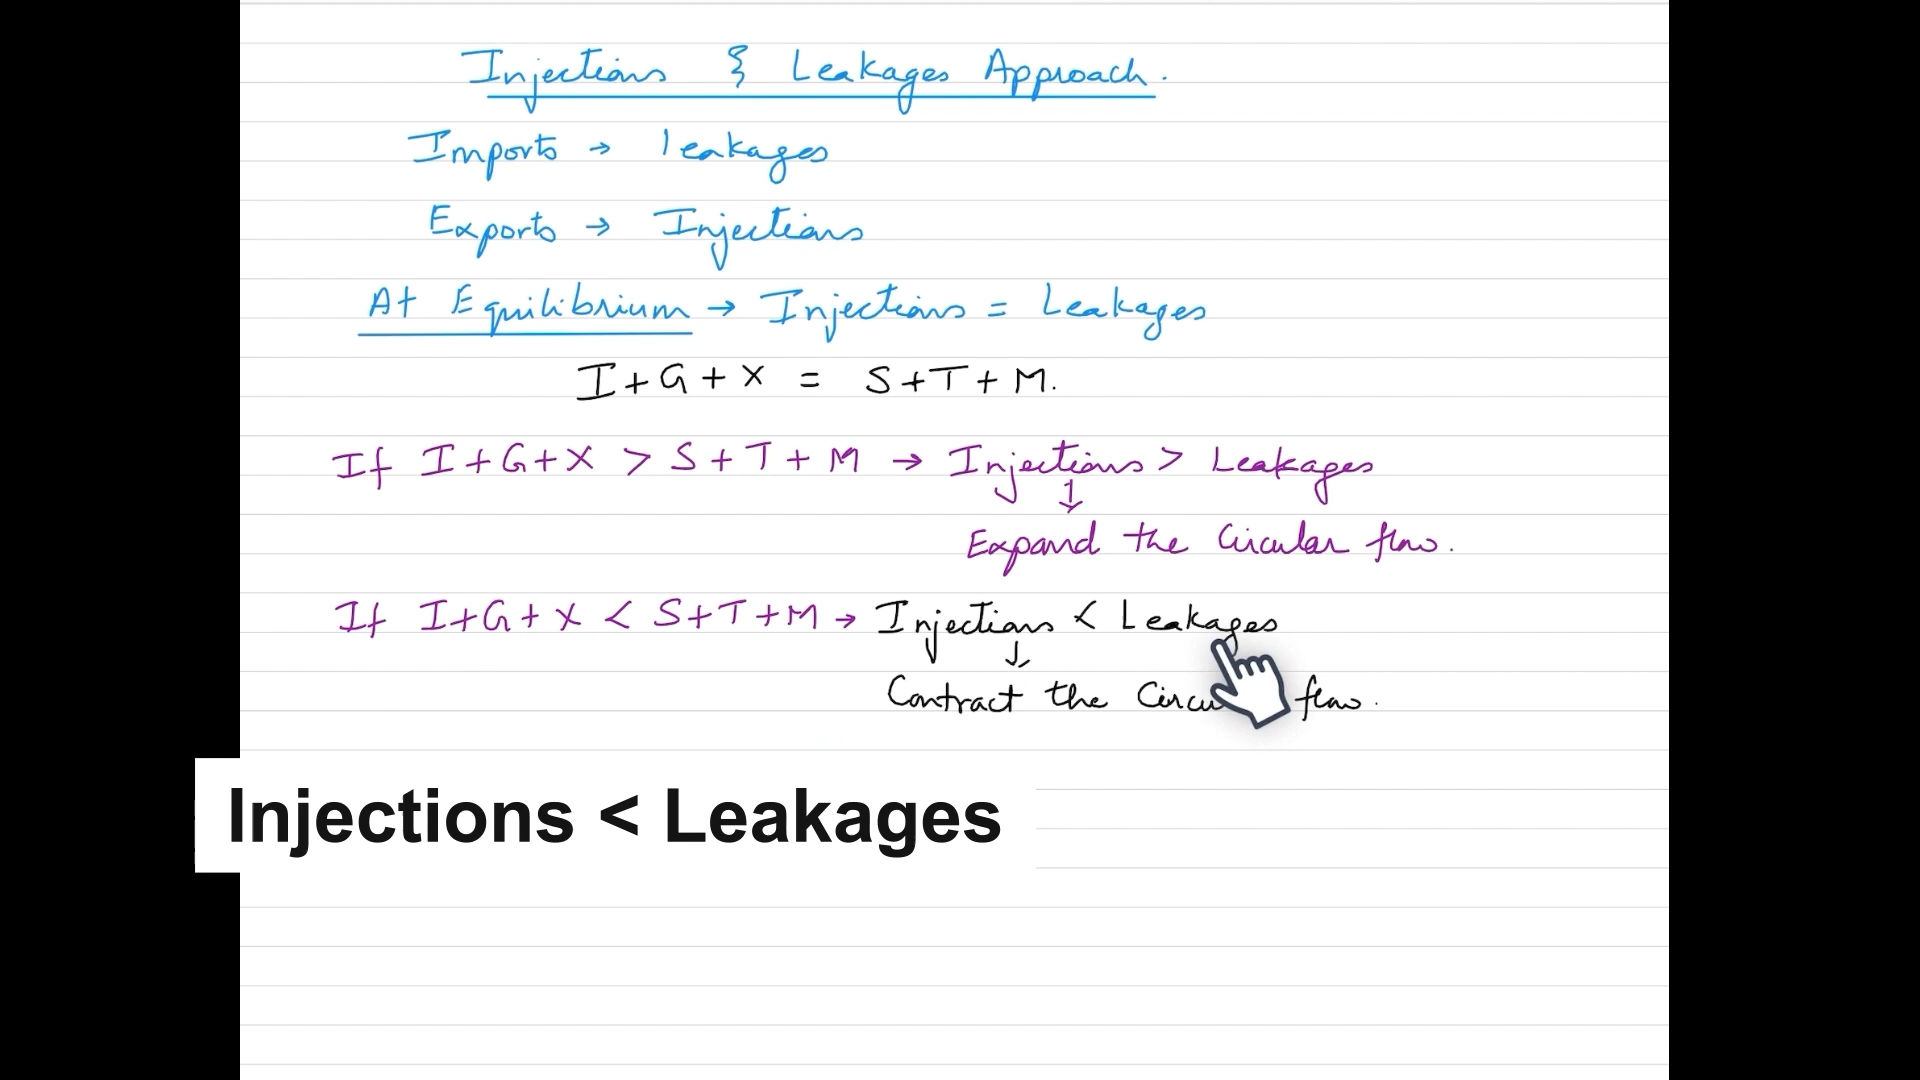 Injections & Leakages Approach.
Imports → leakages
Exports → Injections
At Equilibrium → Injections = Leakages
I+G+X = S+T+M.
If I+G+X > S+T+M → Injections > Leakages
↓
Expand the Circular flow.
If I+G+X < S+T+M → Injections < Leakages
↓
Contract the Circu flow.
Injections < Leakages